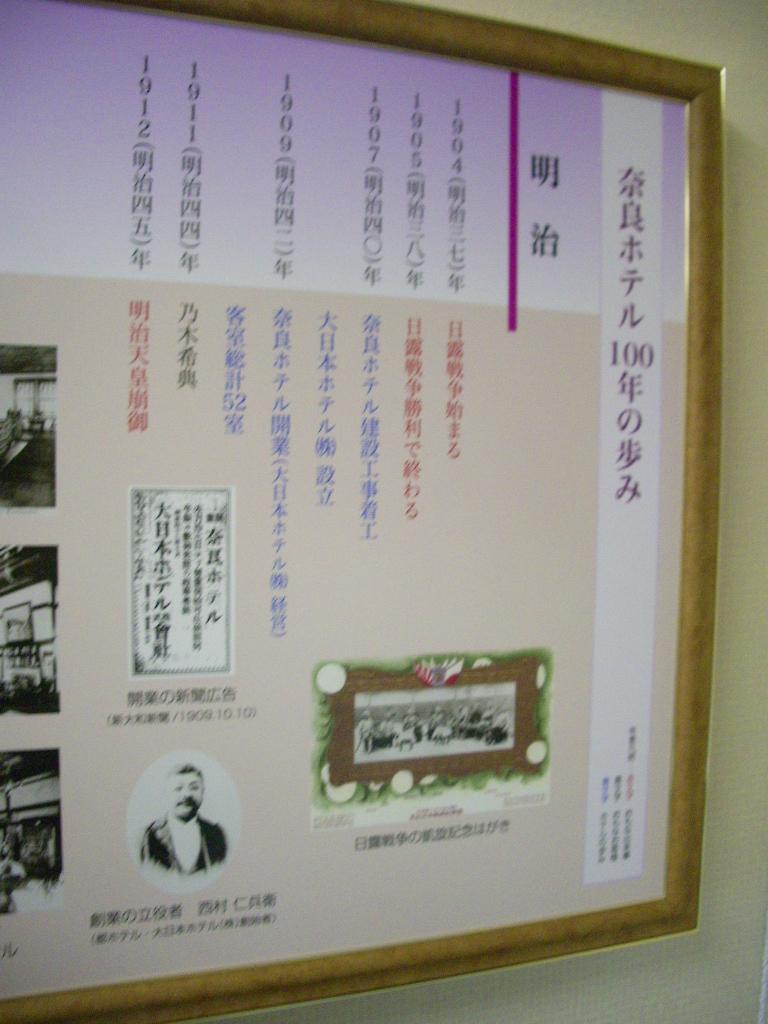 奈良ホテル 100年の歩み
明治
1904(明治三七)年 日露戦争始まる
1905(明治三八)年 日露戦争勝利で終わる
1907(明治四〇)年 奈良ホテル建設工事着工
大日本ホテル㈱ 設立
1909(明治四二)年 奈良ホテル開業(大日本ホテル㈱ 経営)
客室総計52室
1911(明治四四)年 乃木希典
1912(明治四五)年 明治天皇崩御
奈良ホテル
大日本ホテル
開業の新聞広告
(新大和新聞/1909.10.10)
日露戦争の凱旋記念はがき
創業の立役者 西村 仁兵衛
(都ホテル・大日本ホテル(株)創始者)
ル